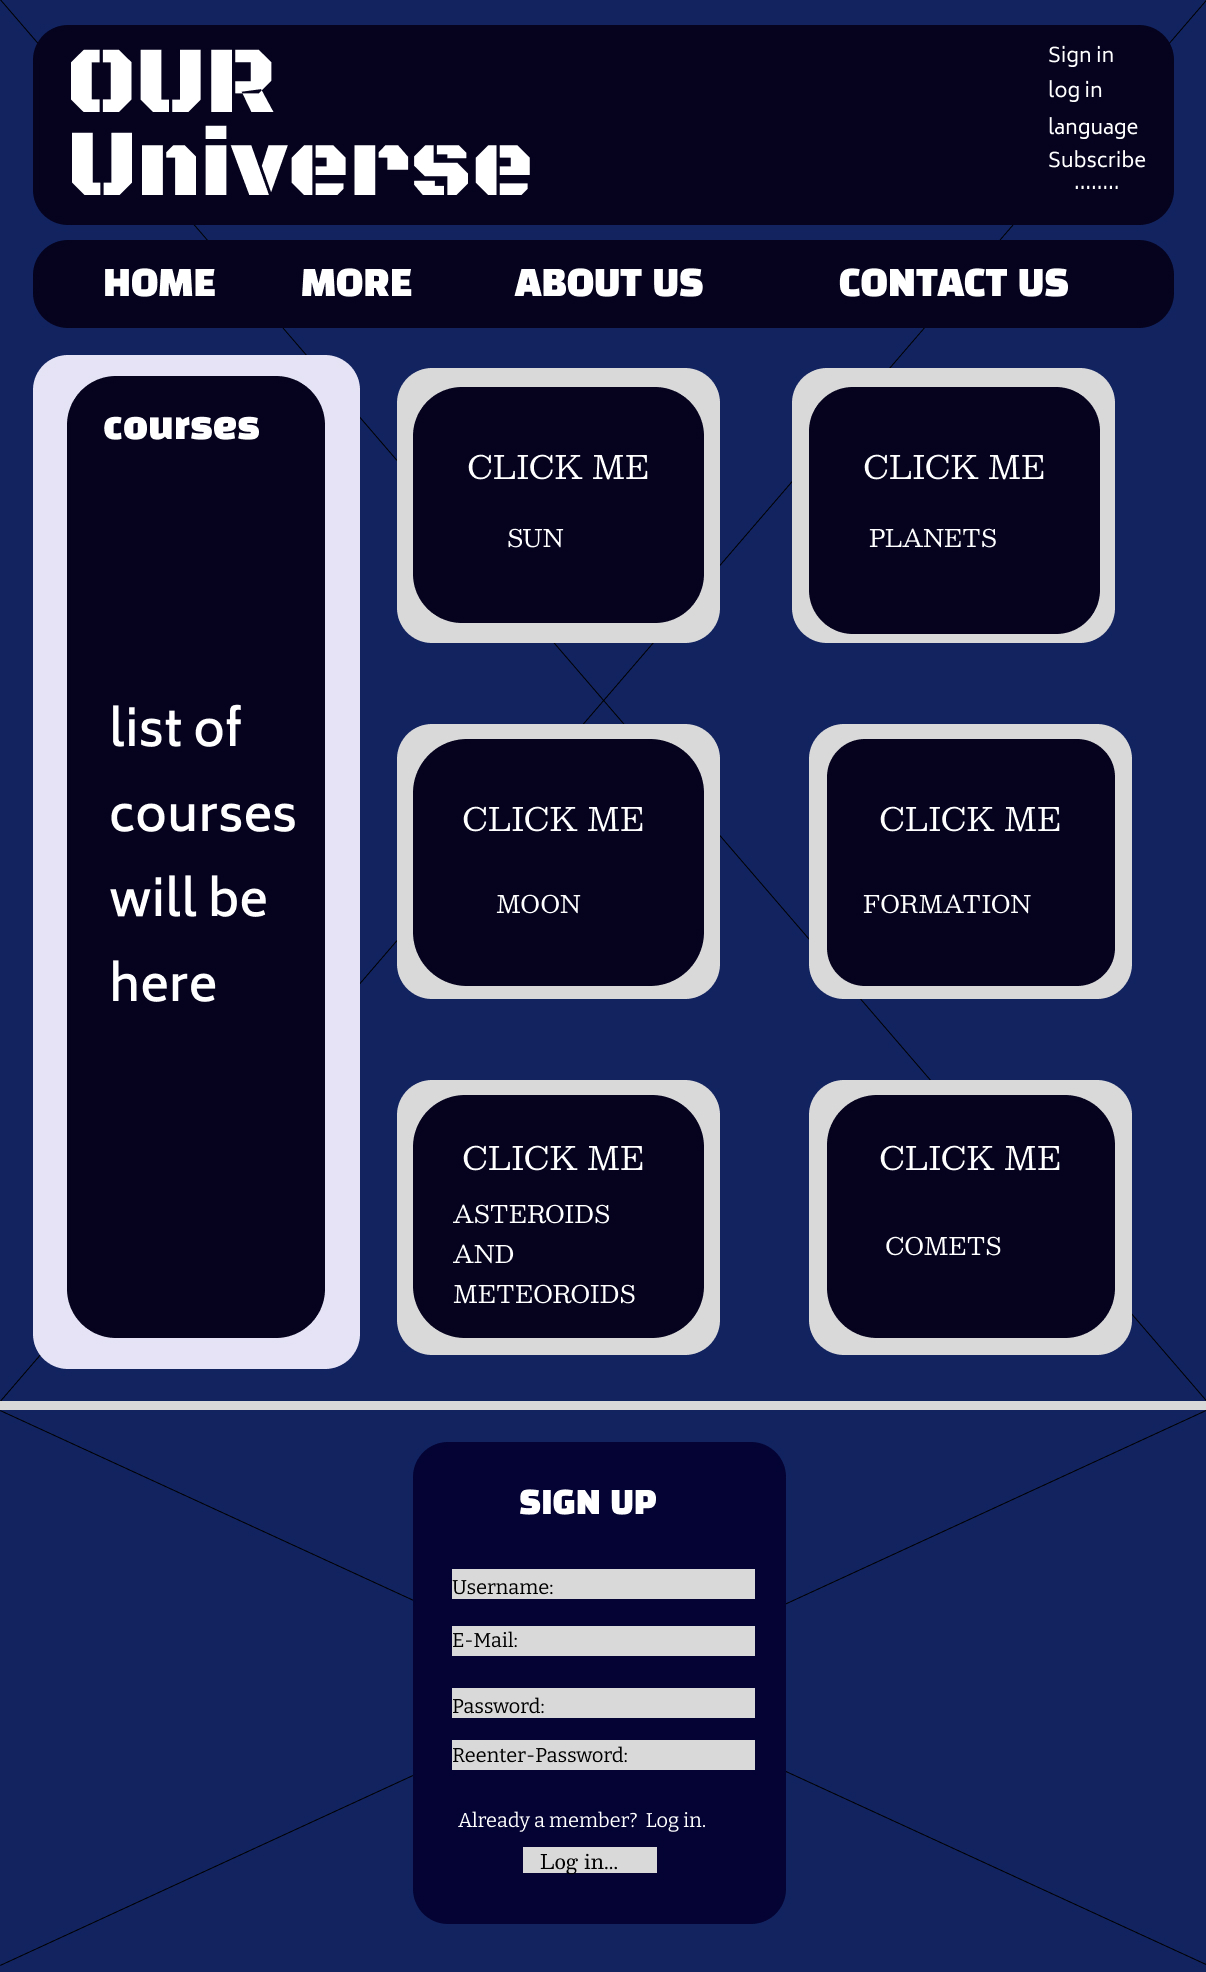 OUR
Universe
Sign in
log in
language
Subscribe
........
HOME MORE ABOUT US CONTACT US
courses
list of
courses
will be
here
CLICK ME
SUN
CLICK ME
PLANETS
CLICK ME
MOON
CLICK ME
FORMATION
CLICK ME
ASTEROIDS
AND
METEOROIDS
CLICK ME
COMETS
SIGN UP
Username:
E-Mail:
Password:
Reenter-Password:
Already a member? Log in.
Log in...